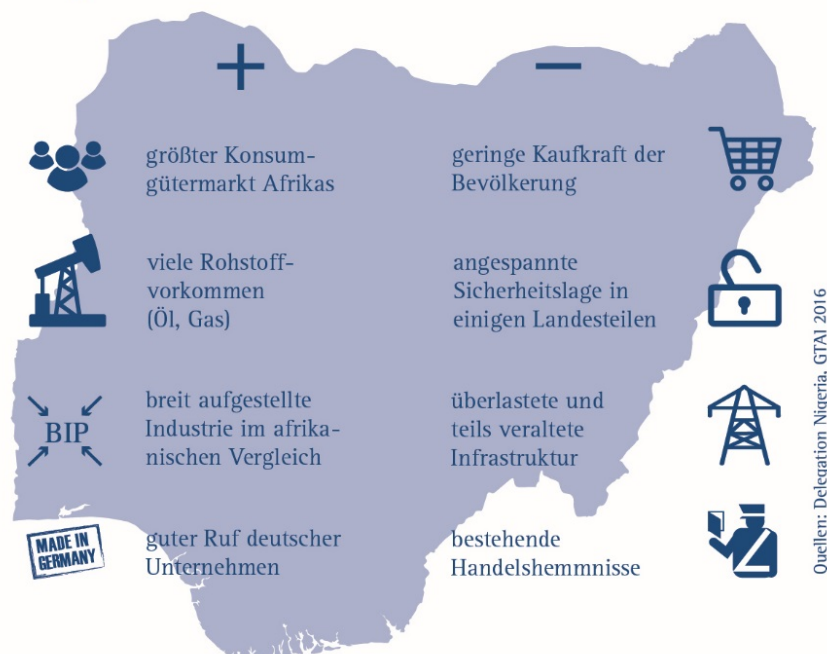 +
größter Konsum-
gütermarkt Afrikas
viele Rohstoff-
vorkommen
(Öl, Gas)
BIP
breit aufgestellte
Industrie im afrika-
nischen Vergleich
MADE IN
GERMANY
guter Ruf deutscher
Unternehmen
−
geringe Kaufkraft der
Bevölkerung
angespannte
Sicherheitslage in
einigen Landesteilen
überlastete und
teils veraltete
Infrastruktur
bestehende
Handelshemmnisse
Quellen: Delegation Nigeria, GTAI 2016